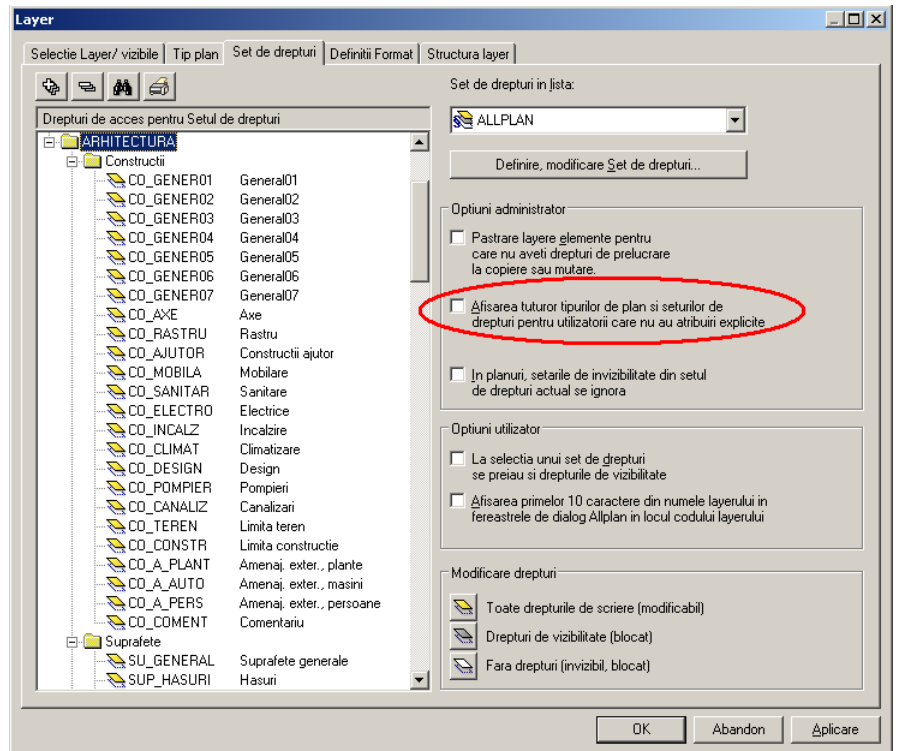 Layer
Selectie Layer/ vizibile
Tip plan
Set de drepturi
Definitii Format
Structura layer
Drepturi de acces pentru Setul de drepturi
ARHITECTURA
Constructii
CO_GENER01 General01
CO_GENER02 General02
CO_GENER03 General03
CO_GENER04 General04
CO_GENER05 General05
CO_GENER06 General06
CO_GENER07 General07
CO_AXE Axe
CO_RASTRU Rastru
CO_AJUTOR Constructii ajutor
CO_MOBILA Mobilare
CO_SANITAR Sanitare
CO_ELECTRO Electrice
CO_INCALZ Incalzire
CO_CLIMAT Climatizare
CO_DESIGN Design
CO_POMPIER Pompieri
CO_CANALIZ Canalizari
CO_TEREN Limita teren
CO_CONSTR Limita constructie
CO_A_PLANT Amenaj. exter., plante
CO_A_AUTO Amenaj. exter., masini
CO_A_PERS Amenaj. exter., persoane
CO_COMENT Comentariu
Suprafete
SU_GENERAL Suprafete generale
SUP_HASURI Hasuri
Set de drepturi in lista:
ALLPLAN
Definire, modificare Set de drepturi...
Optiuni administrator
Pastrare layere elemente pentru
care nu aveti drepturi de prelucrare
la copiere sau mutare.
Afisarea tuturor tipurilor de plan si seturilor de
drepturi pentru utilizatorii care nu au atribuiri explicite
In planuri, setarile de invizibilitate din setul
de drepturi actual se ignora
Optiuni utilizator
La selectia unui set de drepturi
se preiau si drepturile de vizibilitate
Afisarea primelor 10 caractere din numele layerului in
fereastrele de dialog Allplan in locul codului layerului
Modificare drepturi
Toate drepturile de scriere (modificabil)
Drepturi de vizibilitate (blocat)
Fara drepturi (invizibil, blocat)
OK
Abandon
Aplicare